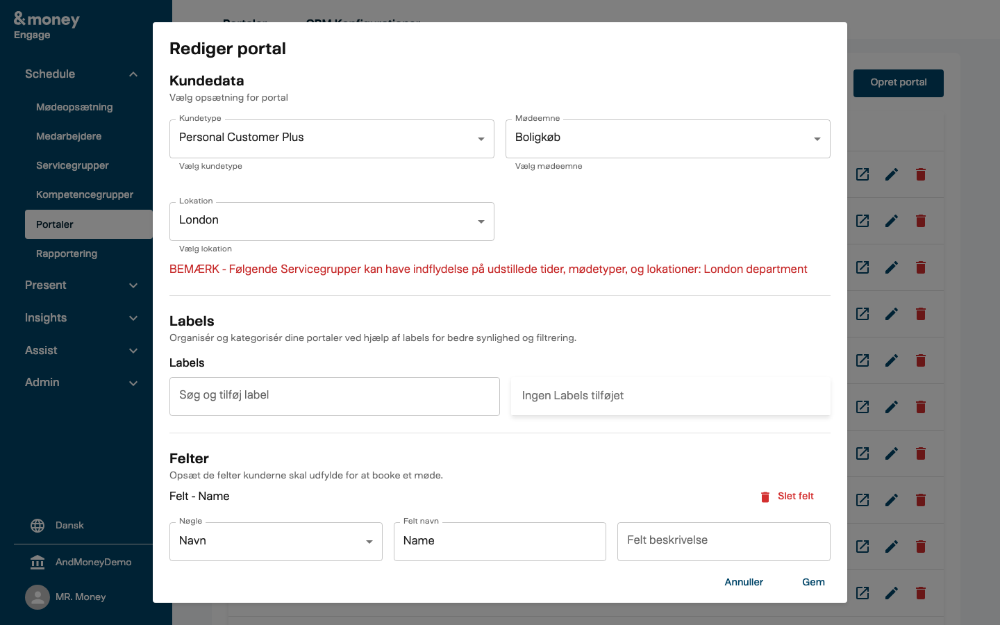 &money
Engage
Schedule
Mødeopsætning
Medarbejdere
Servicegrupper
Kompetencegrupper
Portaler
Rapportering
Present
Insights
Assist
Admin
Dansk
AndMoneyDemo
MR. Money
Portaler
CRM Konfigurationer
Opret portal
Rediger portal
Kundedata
Vælg opsætning for portal
Kundetype
Personal Customer Plus
Vælg kundetype
Mødeemne
Boligkøb
Vælg mødeemne
Lokation
London
Vælg lokation
BEMÆRK - Følgende Servicegrupper kan have indflydelse på udstillede tider, mødetyper, og lokationer: London department
Labels
Organisér og kategorisér dine portaler ved hjælp af labels for bedre synlighed og filtrering.
Labels
Søg og tilføj label
Ingen Labels tilføjet
Felter
Opsæt de felter kunderne skal udfylde for at booke et møde.
Felt - Name
Slet felt
Nøgle
Navn
Felt navn
Name
Felt beskrivelse
Annuller
Gem